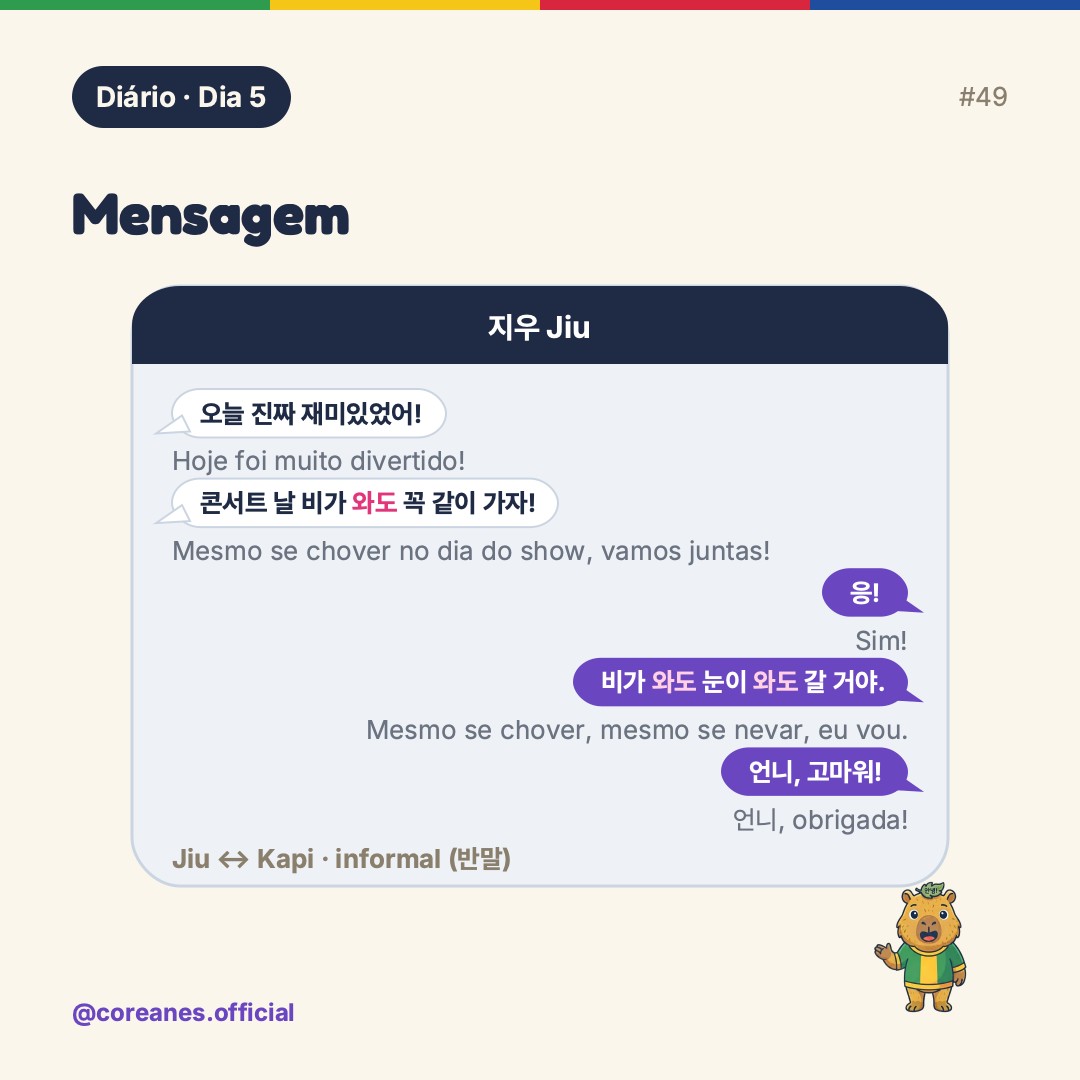 Diário · Dia 5
#49
Mensagem
지우 Jiu
오늘 진짜 재미있었어!
Hoje foi muito divertido!
콘서트 날 비가 와도 꼭 같이 가자!
Mesmo se chover no dia do show, vamos juntas!
응!
Sim!
비가 와도 눈이 와도 갈 거야.
Mesmo se chover, mesmo se nevar, eu vou.
언니, 고마워!
언니, obrigada!
Jiu ↔ Kapi · informal (반말)
@coreanes.official